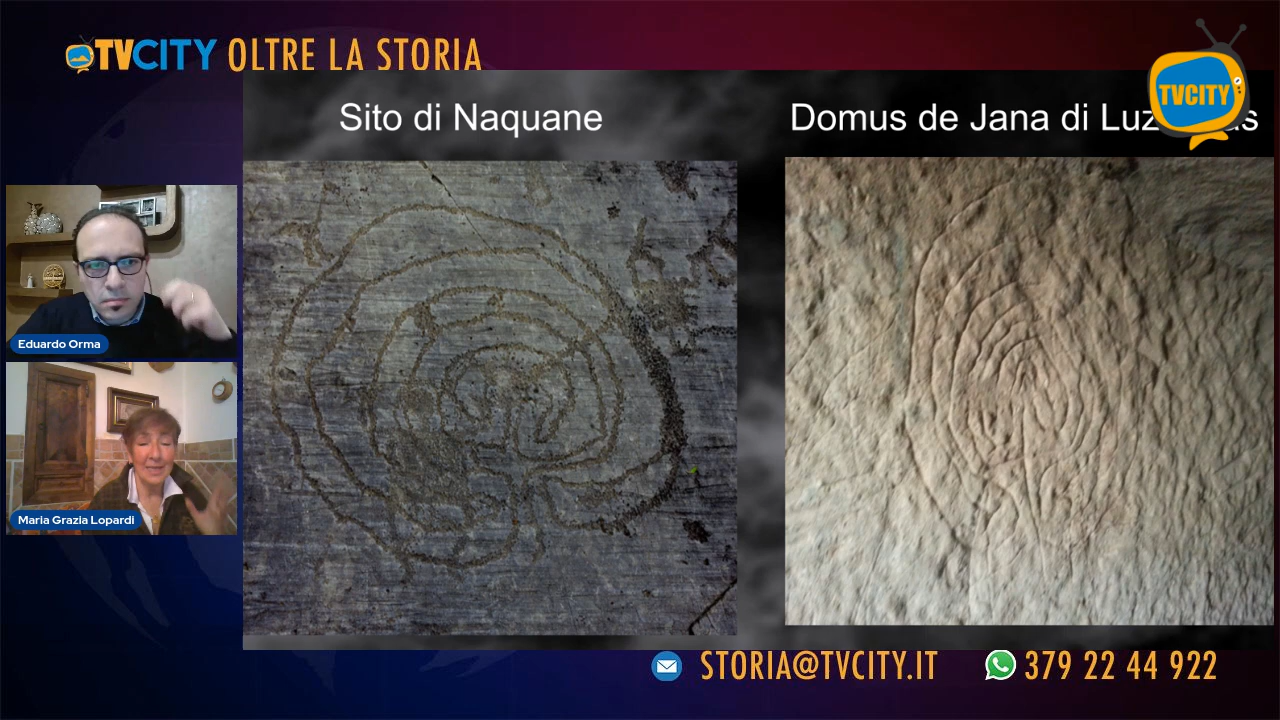 TVCITY OLTRE LA STORIA
TVCITY
Sito di Naquane
Domus de Jana di
Eduardo Orma
Maria Grazia Lopardi
STORIA@TVCITY.IT
379 22 44 922